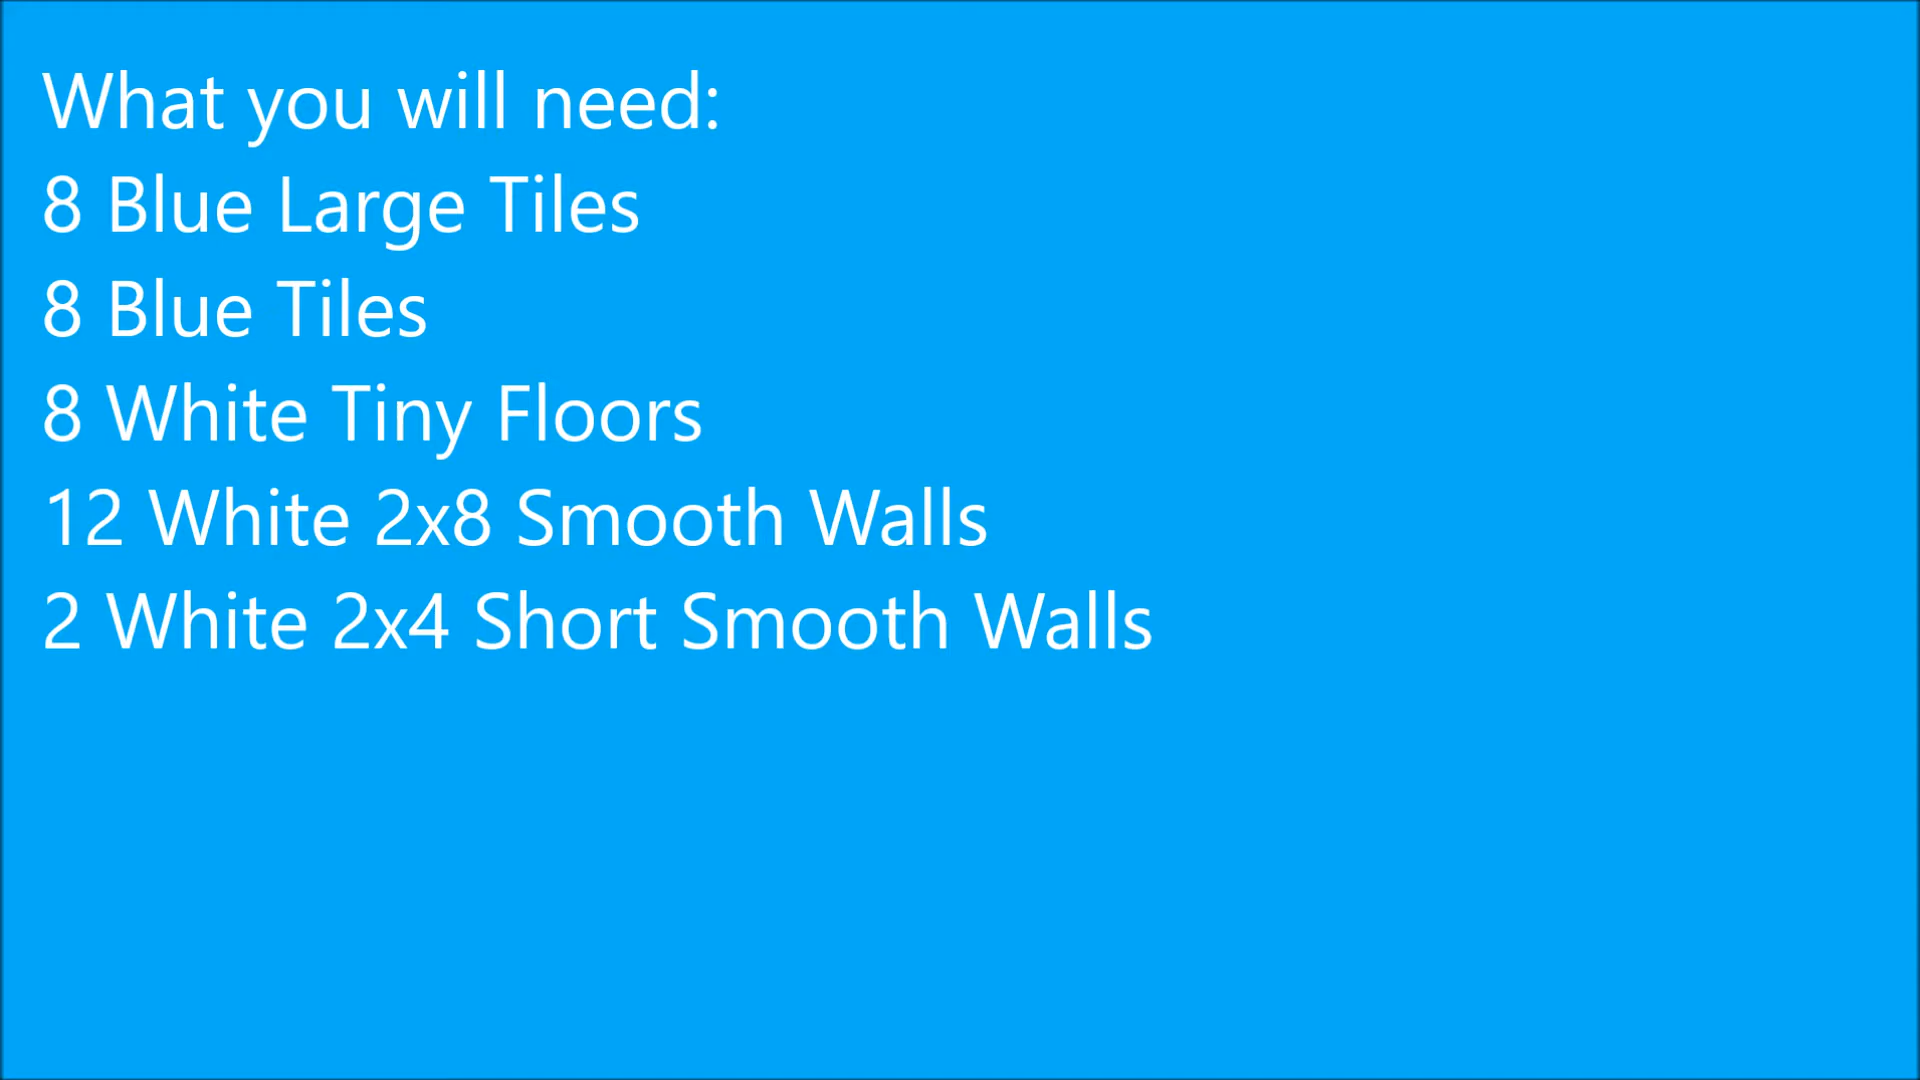 What you will need:
8 Blue Large Tiles
8 Blue Tiles
8 White Tiny Floors
12 White 2x8 Smooth Walls
2 White 2x4 Short Smooth Walls